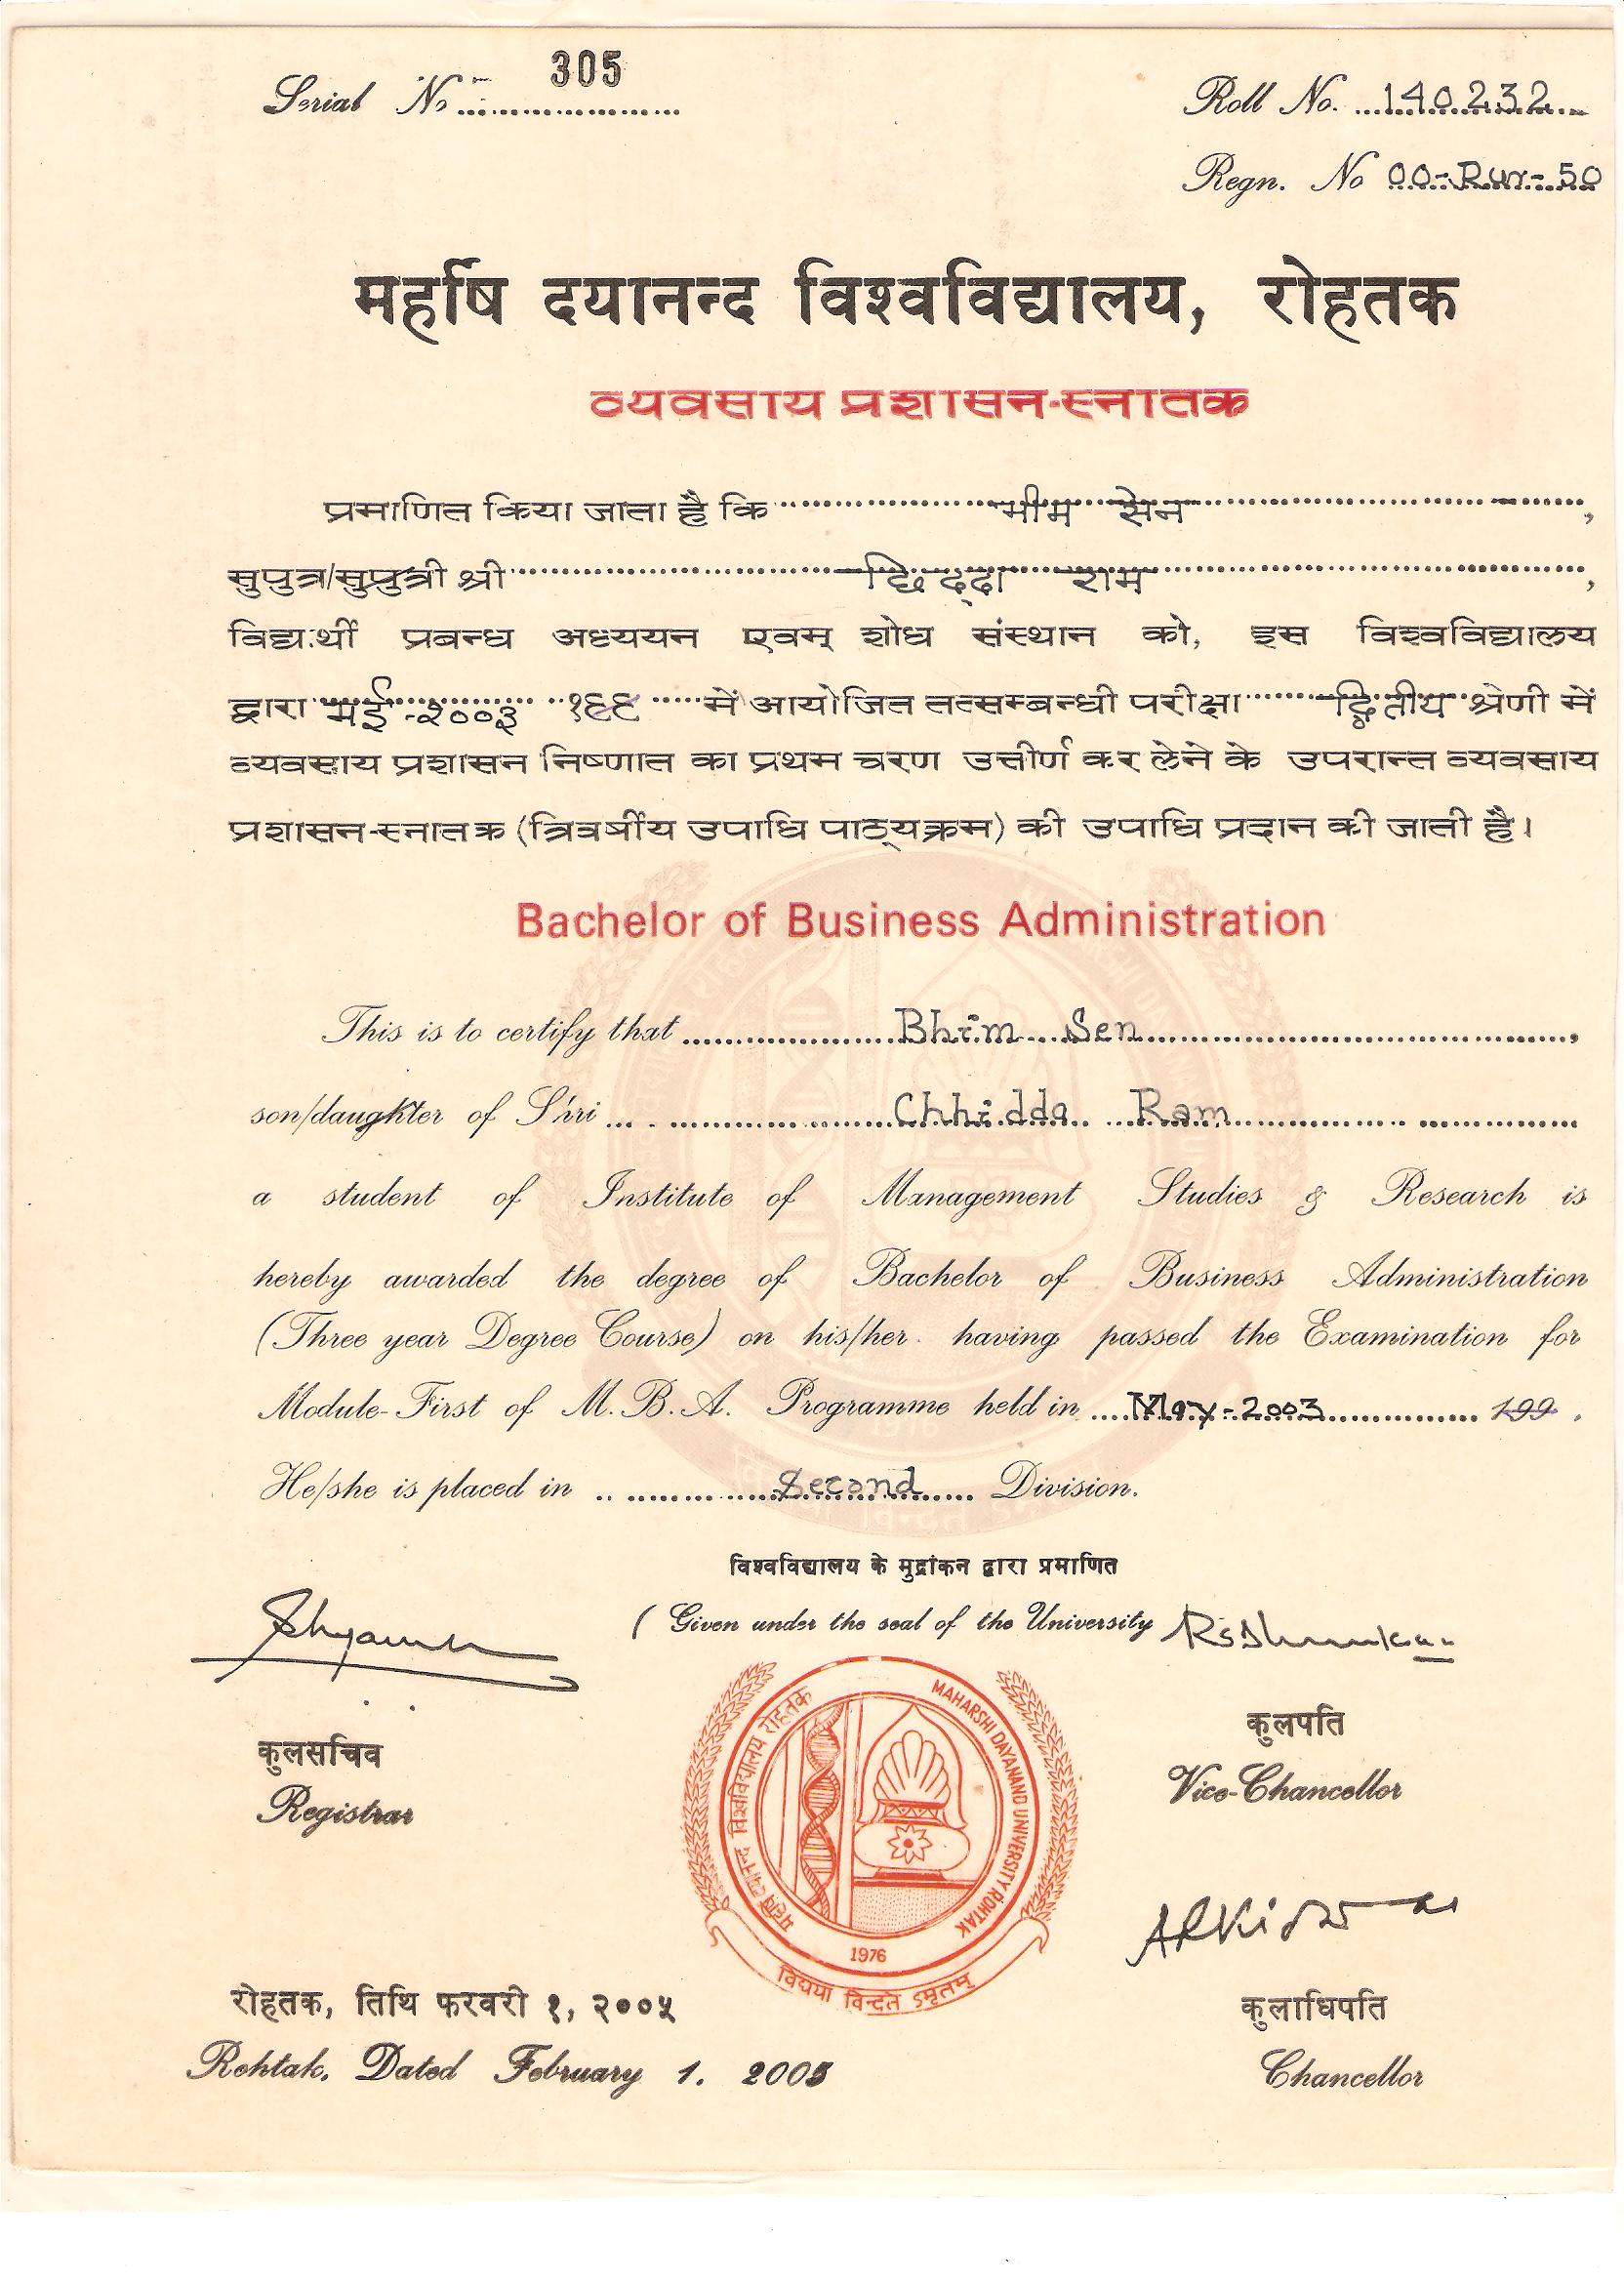 Serial No 305
Roll No. 140232
Regn. No 00-Rur-50
महर्षि दयानन्द विश्वविद्यालय, रोहतक
व्यवसाय प्रशासन-स्नातक
प्रमाणित किया जाता है कि भीम सेन,
सुपुत्र/सुपुत्री श्री छिद्दा राम,
विद्यार्थी प्रबन्ध अध्ययन एवम् शोध संस्थान को, इस विश्वविद्यालय
द्वारा मई-२००३ १९९ में आयोजित तत्सम्बन्धी परीक्षा द्वितीय श्रेणी में
व्यवसाय प्रशासन निष्णात का प्रथम चरण उत्तीर्ण कर लेने के उपरान्त व्यवसाय
प्रशासन-स्नातक (त्रिवर्षीय उपाधि पाठ्यक्रम) की उपाधि प्रदान की जाती है।
Bachelor of Business Administration
This is to certify that Bhim Sen,
son/daughter of Shri Chhidda Ram
a student of Institute of Management Studies & Research is
hereby awarded the degree of Bachelor of Business Administration
(Three year Degree Course) on his/her having passed the Examination for
Module-First of M.B.A. Programme held in May-2003 199.
He/she is placed in Second Division.
विश्वविद्यालय के मुद्रांकन द्वारा प्रमाणित
( Given under the seal of the University
कुलसचिव
Registrar
कुलपति
Vice-Chancellor
महर्षि दयानन्द विश्वविद्यालय रोहतक
MAHARSHI DAYANAND UNIVERSITY ROHTAK
1976
विद्यया विन्दते ऽमृतम्
रोहतक, तिथि फरवरी १, २००५
Rohtak. Dated February 1. 2005
कुलाधिपति
Chancellor